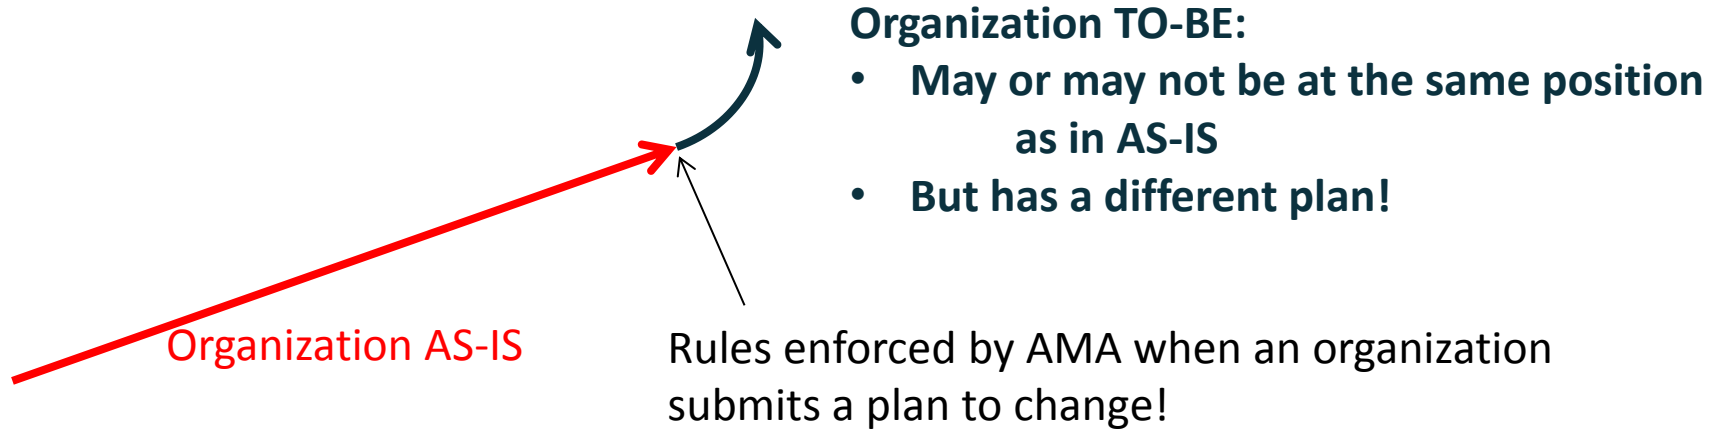 Organization TO-BE:
• May or may not be at the same position
as in AS-IS
• But has a different plan!
Organization AS-IS
Rules enforced by AMA when an organization
submits a plan to change!